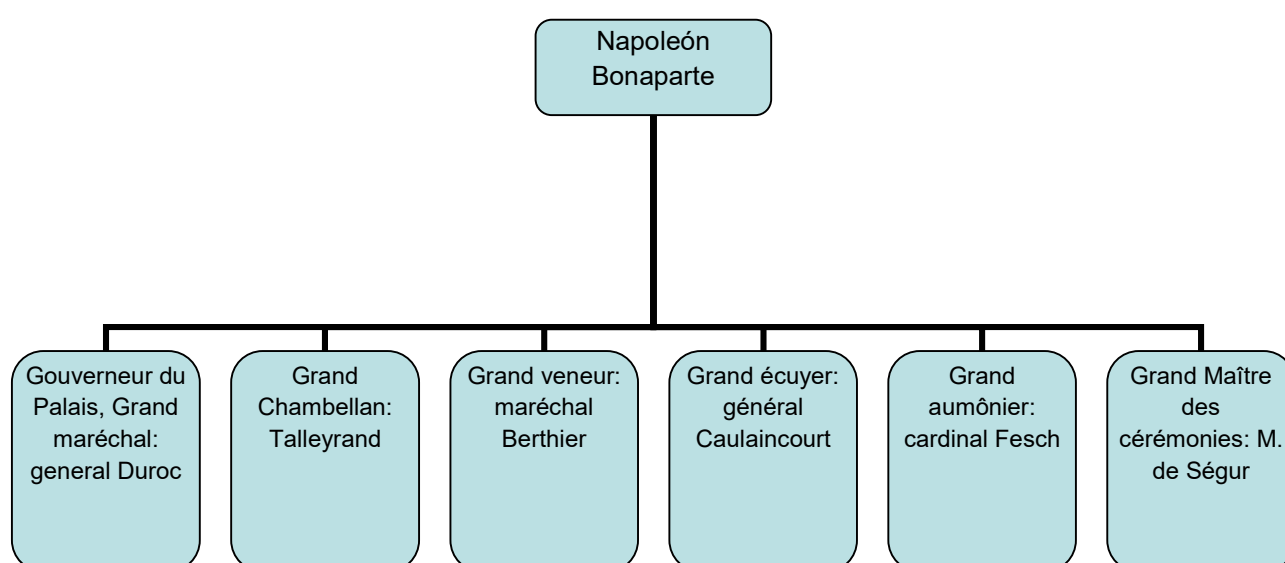 Napoleón
Bonaparte
Gouverneur du
Palais, Grand
maréchal:
general Duroc
Grand
Chambellan:
Talleyrand
Grand veneur:
maréchal
Berthier
Grand écuyer:
général
Caulaincourt
Grand
aumônier:
cardinal Fesch
Grand Maître
des
cérémonies: M.
de Ségur